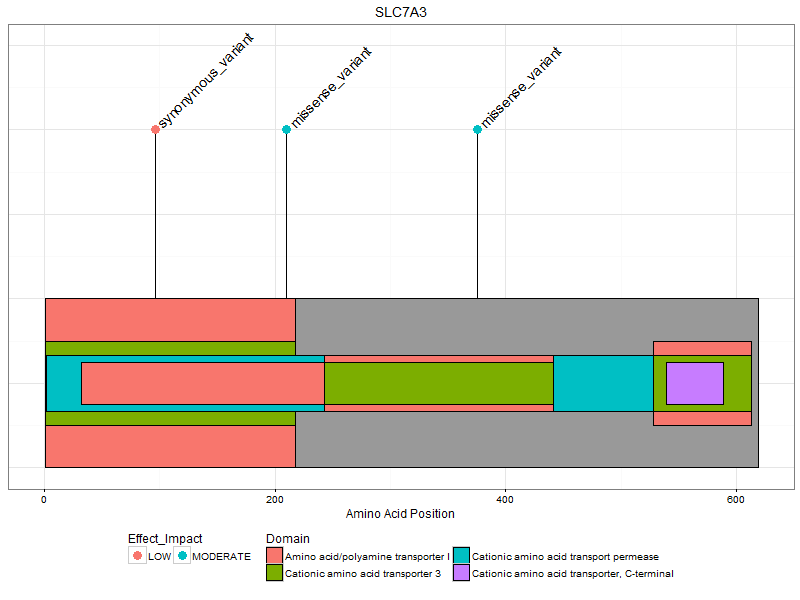 SLC7A3
synonymous_variant
missense_variant
missense_variant
0 200 400 600
Amino Acid Position
Effect_Impact
LOW MODERATE
Domain
Amino acid/polyamine transporter I Cationic amino acid transport permease
Cationic amino acid transporter 3 Cationic amino acid transporter, C-terminal